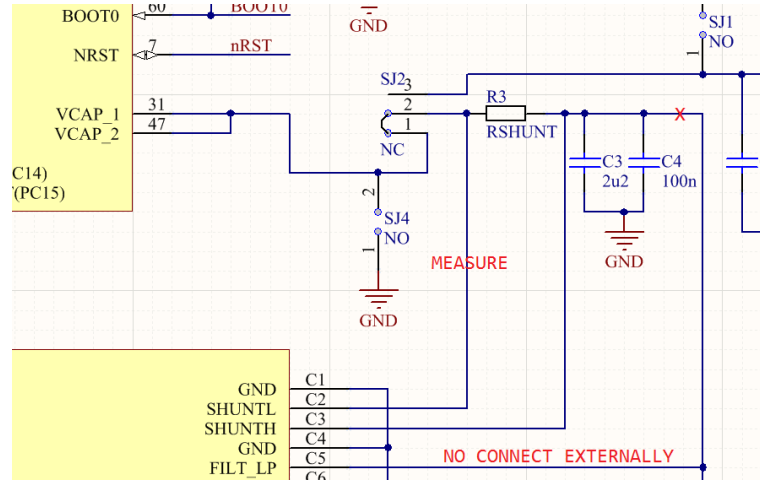 BOOT0
60
BOOT0
GND
SJ1
NO
1
NRST
7
nRST
SJ2
3
2
1
NC
R3
RSHUNT
VCAP_1
31
VCAP_2
47
C3
2u2
C4
100n
X
C14)
(PC15)
2
SJ4
NO
1
GND
GND
MEASURE
GND
C1
SHUNTL
C2
SHUNTH
C3
GND
C4
FILT_LP
C5
C6
NO CONNECT EXTERNALLY